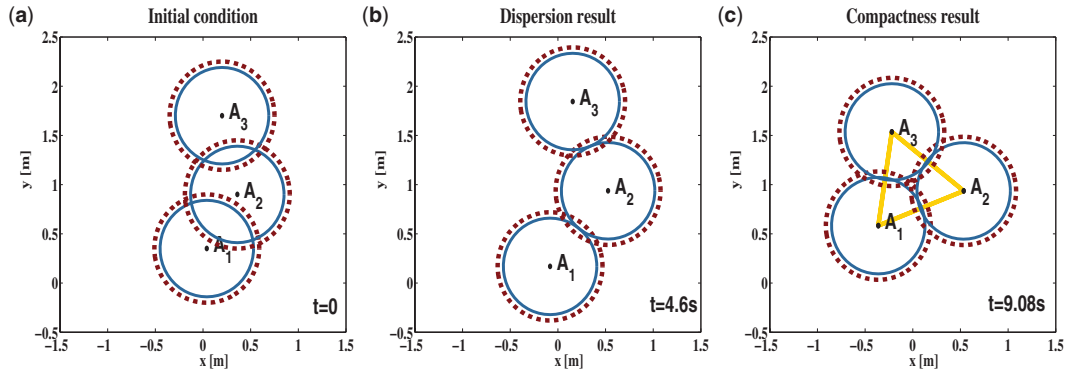 (a) Initial condition
2.5
2
1.5
1
0.5
0
−0.5
y [m]
A3
A2
A1
t=0
−1.5 −1 −0.5 0 0.5 1 1.5
x [m]
(b) Dispersion result
2.5
2
1.5
1
0.5
0
−0.5
y [m]
A3
A2
A1
t=4.6s
−1.5 −1 −0.5 0 0.5 1 1.5
x [m]
(c) Compactness result
2.5
2
1.5
1
0.5
0
−0.5
y [m]
A3
A2
A1
t=9.08s
−1.5 −1 −0.5 0 0.5 1 1.5
x [m]